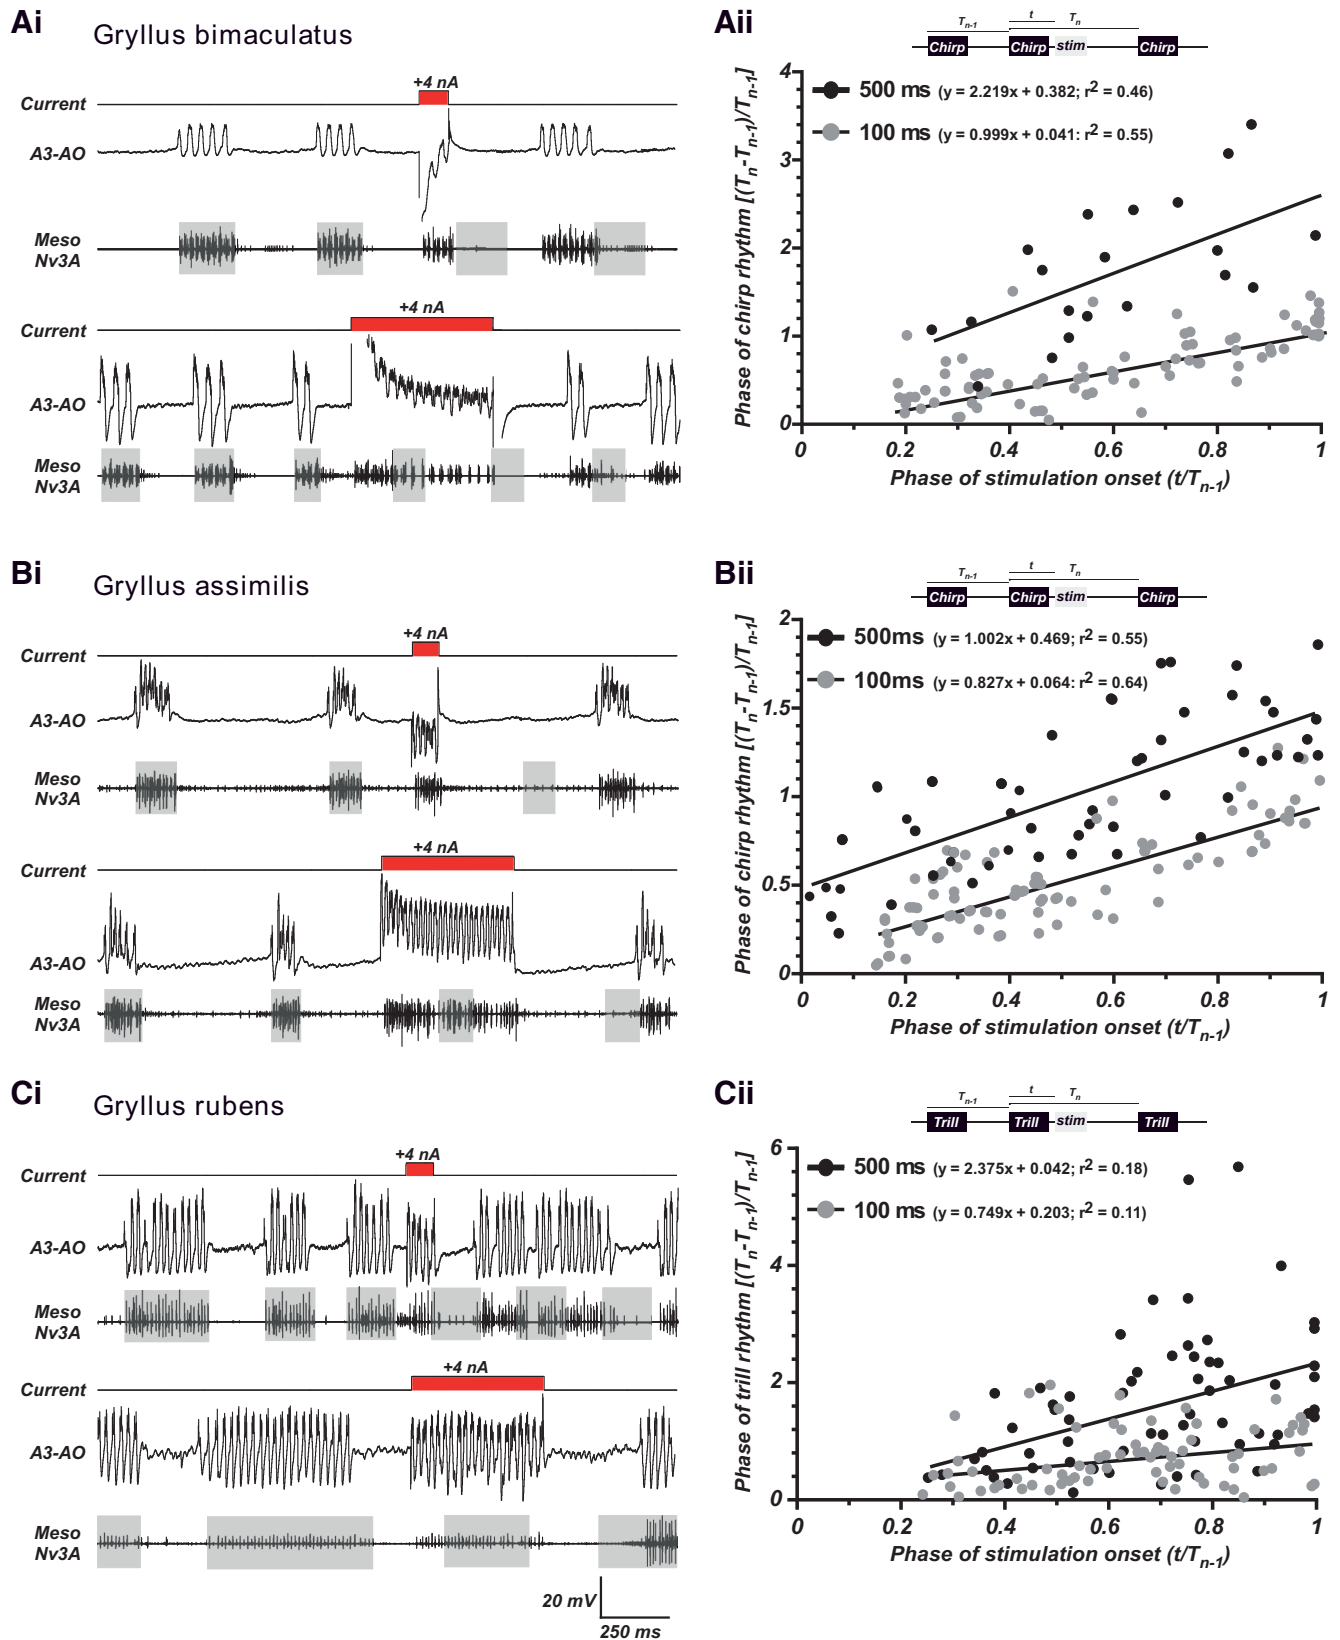 Ai
Gryllus bimaculatus
+4 nA
Current
A3-AO
Meso
Nv3A
+4 nA
Current
A3-AO
Meso
Nv3A
Aii
Tn-1
t
Tn
Chirp
Chirp
stim
Chirp
500 ms (y = 2.219x + 0.382; r2 = 0.46)
100 ms (y = 0.999x + 0.041: r2 = 0.55)
Phase of chirp rhythm [(Tn-Tn-1)/Tn-1]
4
3
2
1
0
0
0.2
0.4
0.6
0.8
1
Phase of stimulation onset (t/Tn-1)
Bi
Gryllus assimilis
+4 nA
Current
A3-AO
Meso
Nv3A
+4 nA
Current
A3-AO
Meso
Nv3A
Bii
Tn-1
t
Tn
Chirp
Chirp
stim
Chirp
500ms (y = 1.002x + 0.469; r2 = 0.55)
100ms (y = 0.827x + 0.064: r2 = 0.64)
Phase of chirp rhythm [(Tn-Tn-1)/Tn-1]
2
1.5
1
0.5
0
0
0.2
0.4
0.6
0.8
1
Phase of stimulation onset (t/Tn-1)
Ci
Gryllus rubens
+4 nA
Current
A3-AO
Meso
Nv3A
+4 nA
Current
A3-AO
Meso
Nv3A
20 mV
250 ms
Cii
Tn-1
t
Tn
Trill
Trill
stim
Trill
500 ms (y = 2.375x + 0.042; r2 = 0.18)
100 ms (y = 0.749x + 0.203; r2 = 0.11)
Phase of trill rhythm [(Tn-Tn-1)/Tn-1]
6
4
2
0
0
0.2
0.4
0.6
0.8
1
Phase of stimulation onset (t/Tn-1)